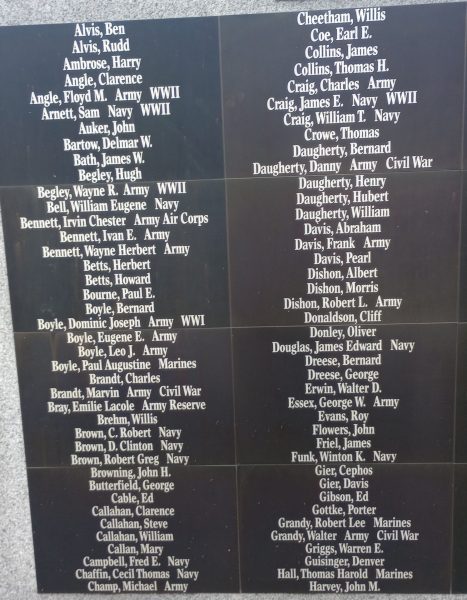 Alvis, Ben
Alvis, Rudd
Ambrose, Harry
Angle, Clarence
Angle, Floyd M. Army WWII
Arnett, Sam Navy WWII
Auker, John
Bartow, Delmar W.
Bath, James W.
Begley, Hugh
Begley, Wayne R. Army WWII
Bell, William Eugene Navy
Bennett, Irvin Chester Army Air Corps
Bennett, Ivan E. Army
Bennett, Wayne Herbert Army
Betts, Herbert
Betts, Howard
Bourne, Paul E.
Boyle, Bernard
Boyle, Dominic Joseph Army WWI
Boyle, Eugene E. Army
Boyle, Leo J. Army
Boyle, Paul Augustine Marines
Brandt, Charles
Brandt, Marvin Army Civil War
Bray, Emilie Lacole Army Reserve
Brehm, Willis
Brown, C. Robert Navy
Brown, D. Clinton Navy
Brown, Robert Greg Navy
Browning, John H.
Butterfield, George
Cable, Ed
Callahan, Clarence
Callahan, Steve
Callahan, William
Callan, Mary
Campbell, Fred E. Navy
Chaffin, Cecil Thomas Navy
Champ, Michael Army
Cheetham, Willis
Coe, Earl E.
Collins, James
Collins, Thomas H.
Craig, Charles Army
Craig, James E. Navy WWII
Craig, William T. Navy
Crowe, Thomas
Daugherty, Bernard
Daugherty, Danny Army Civil War
Daugherty, Henry
Daugherty, Hubert
Daugherty, William
Davis, Abraham
Davis, Frank Army
Davis, Pearl
Dishon, Albert
Dishon, Morris
Dishon, Robert L. Army
Donaldson, Cliff
Donley, Oliver
Douglas, James Edward Navy
Dreese, Bernard
Dreese, George
Erwin, Walter D.
Essex, George W. Army
Evans, Roy
Flowers, John
Friel, James
Funk, Winton K. Navy
Gier, Cephos
Gier, Davis
Gibson, Ed
Gottke, Porter
Grandy, Robert Lee Marines
Grandy, Walter Army Civil War
Griggs, Warren E.
Guisinger, Denver
Hall, Thomas Harold Marines
Harvey, John M.